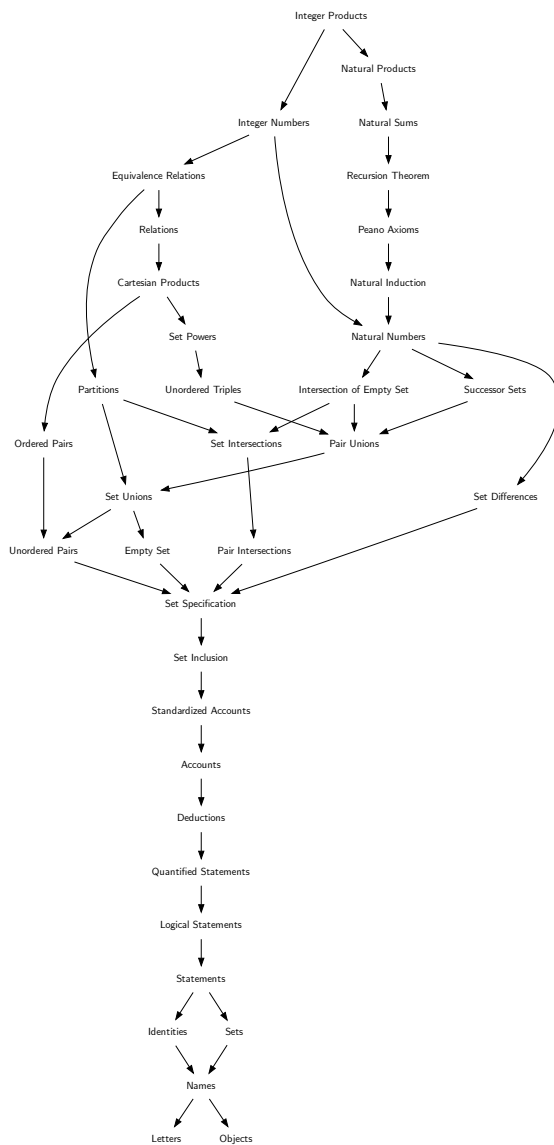 Integer Products
Natural Products
Integer Numbers
Natural Sums
Equivalence Relations
Recursion Theorem
Relations
Peano Axioms
Cartesian Products
Natural Induction
Set Powers
Natural Numbers
Partitions
Unordered Triples
Intersection of Empty Set
Successor Sets
Ordered Pairs
Set Intersections
Pair Unions
Set Unions
Set Differences
Unordered Pairs
Empty Set
Pair Intersections
Set Specification
Set Inclusion
Standardized Accounts
Accounts
Deductions
Quantified Statements
Logical Statements
Statements
Identities
Sets
Names
Letters
Objects